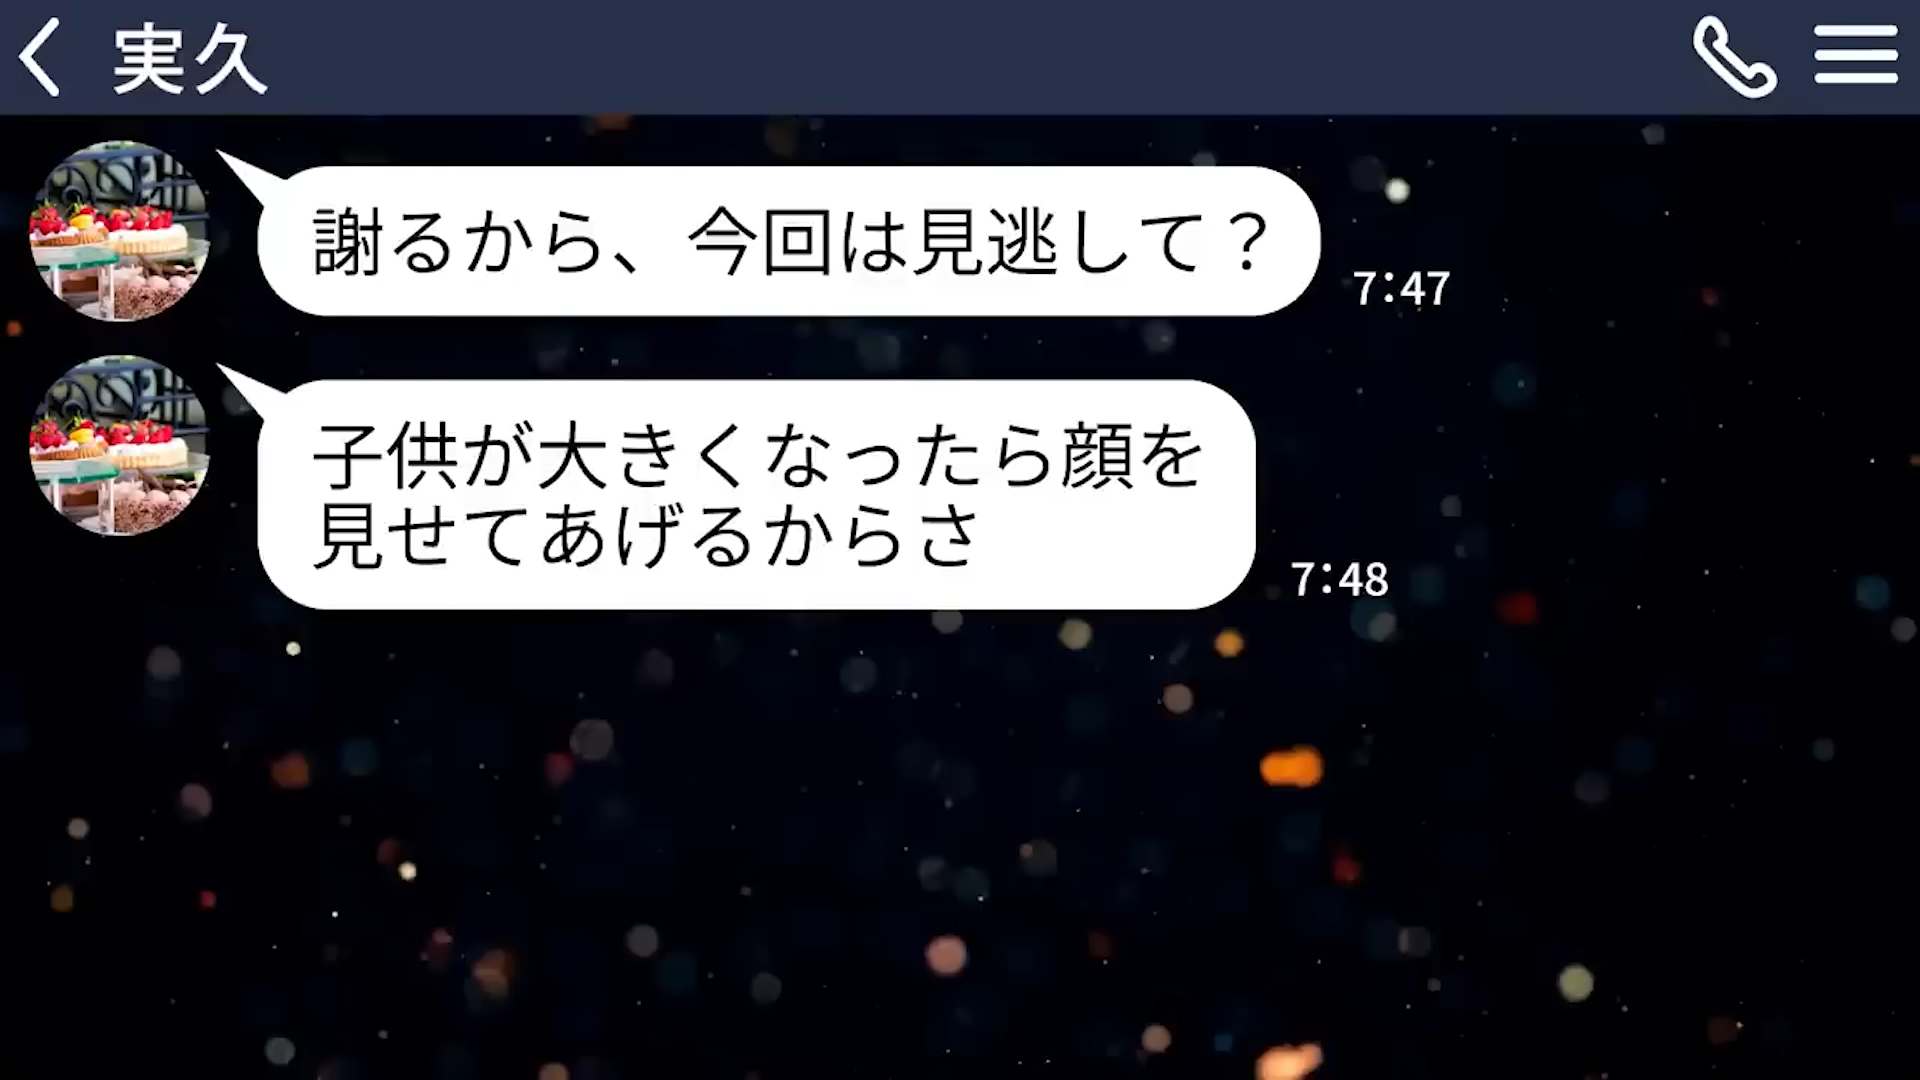 実久
謝るから、今回は見逃して？
7:47
子供が大きくなったら顔を
見せてあげるからさ
7:48